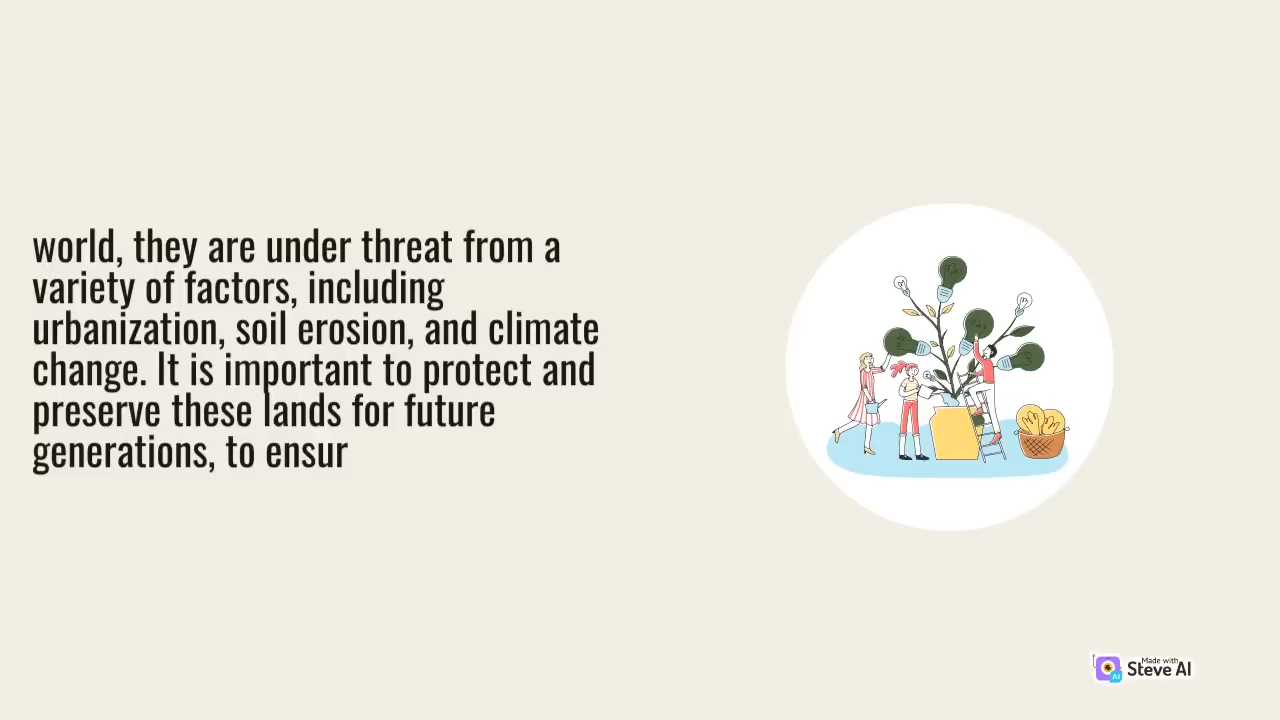 world, they are under threat from a
variety of factors, including
urbanization, soil erosion, and climate
change. It is important to protect and
preserve these lands for future
generations, to ensur
Made with
Steve AI
AI